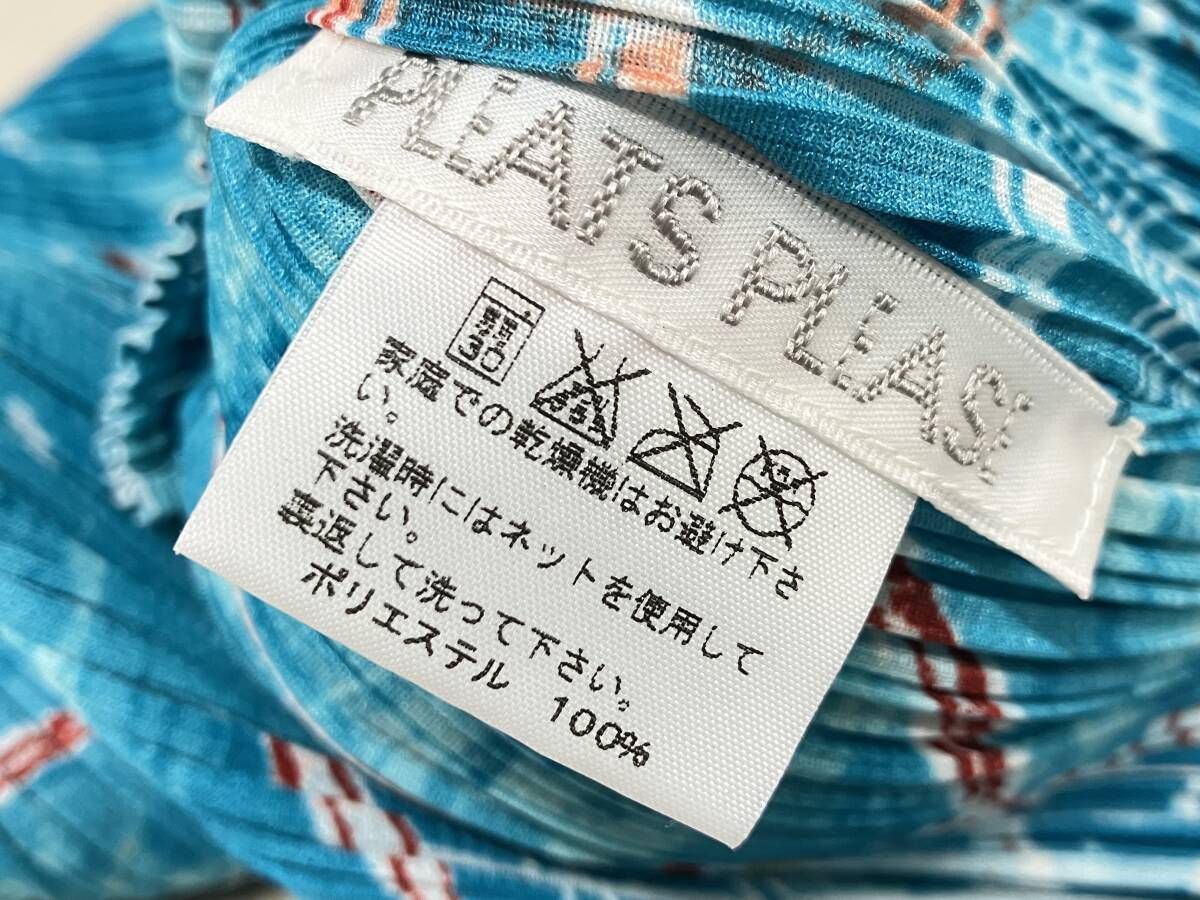 PLEATS PLEASE
30
家庭での乾燥機はお避け下さ
い。
洗濯時にはネットを使用して
下さい。
裏返して洗って下さい。
ポリエステル 100%